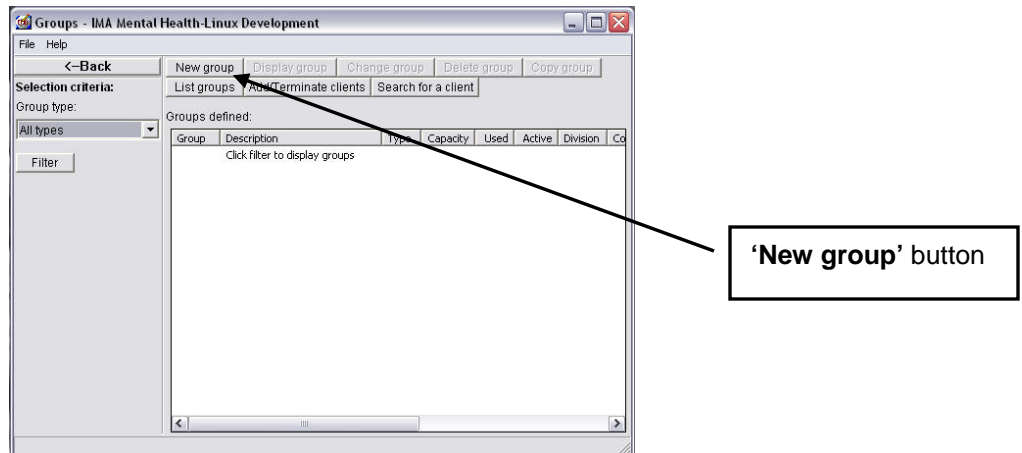 Groups - IMA Mental Health-Linux Development
File Help
<--Back
New group Display group Change group Delete group Copy group
Selection criteria:
List groups Add/Terminate clients Search for a client
Group type:
Groups defined:
All types
Group Description Type Capacity Used Active Division Co
Click filter to display groups
Filter
‘New group’ button